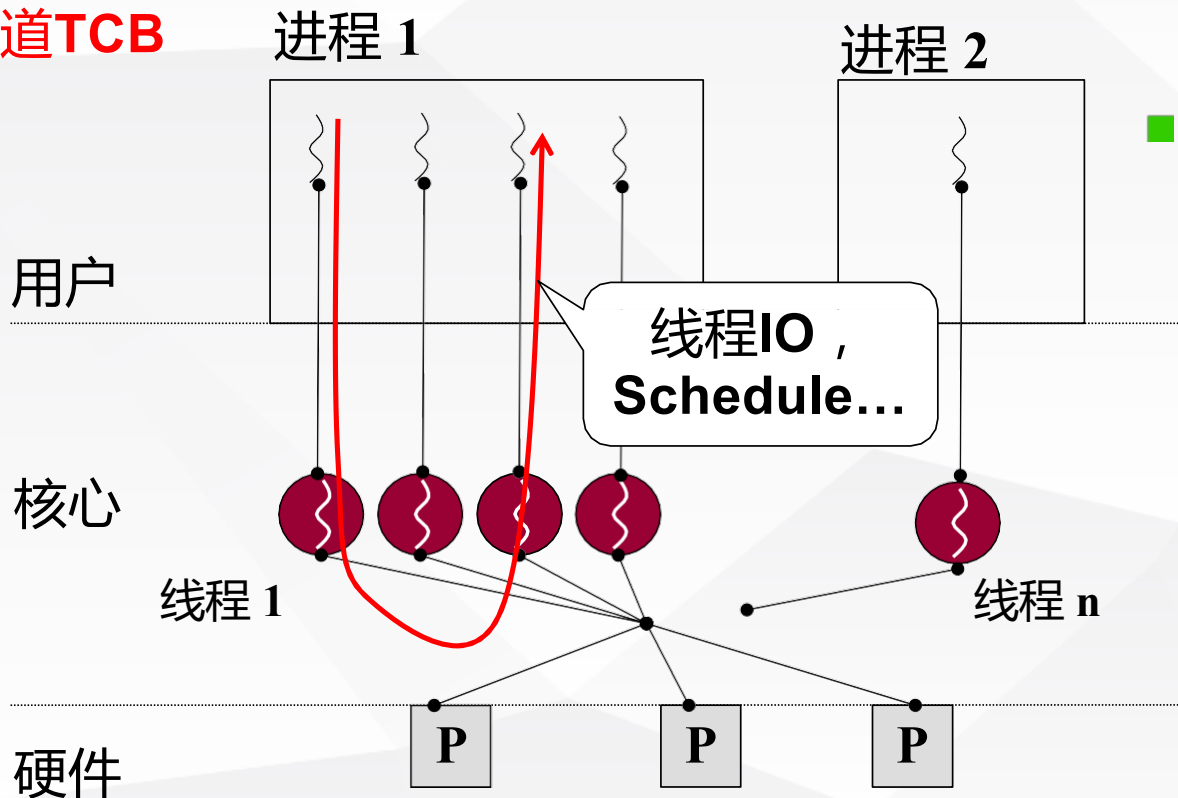 道TCB
进程 1
进程 2
用户
线程IO，
Schedule…
核心
线程 1
线程 n
P
P
P
硬件